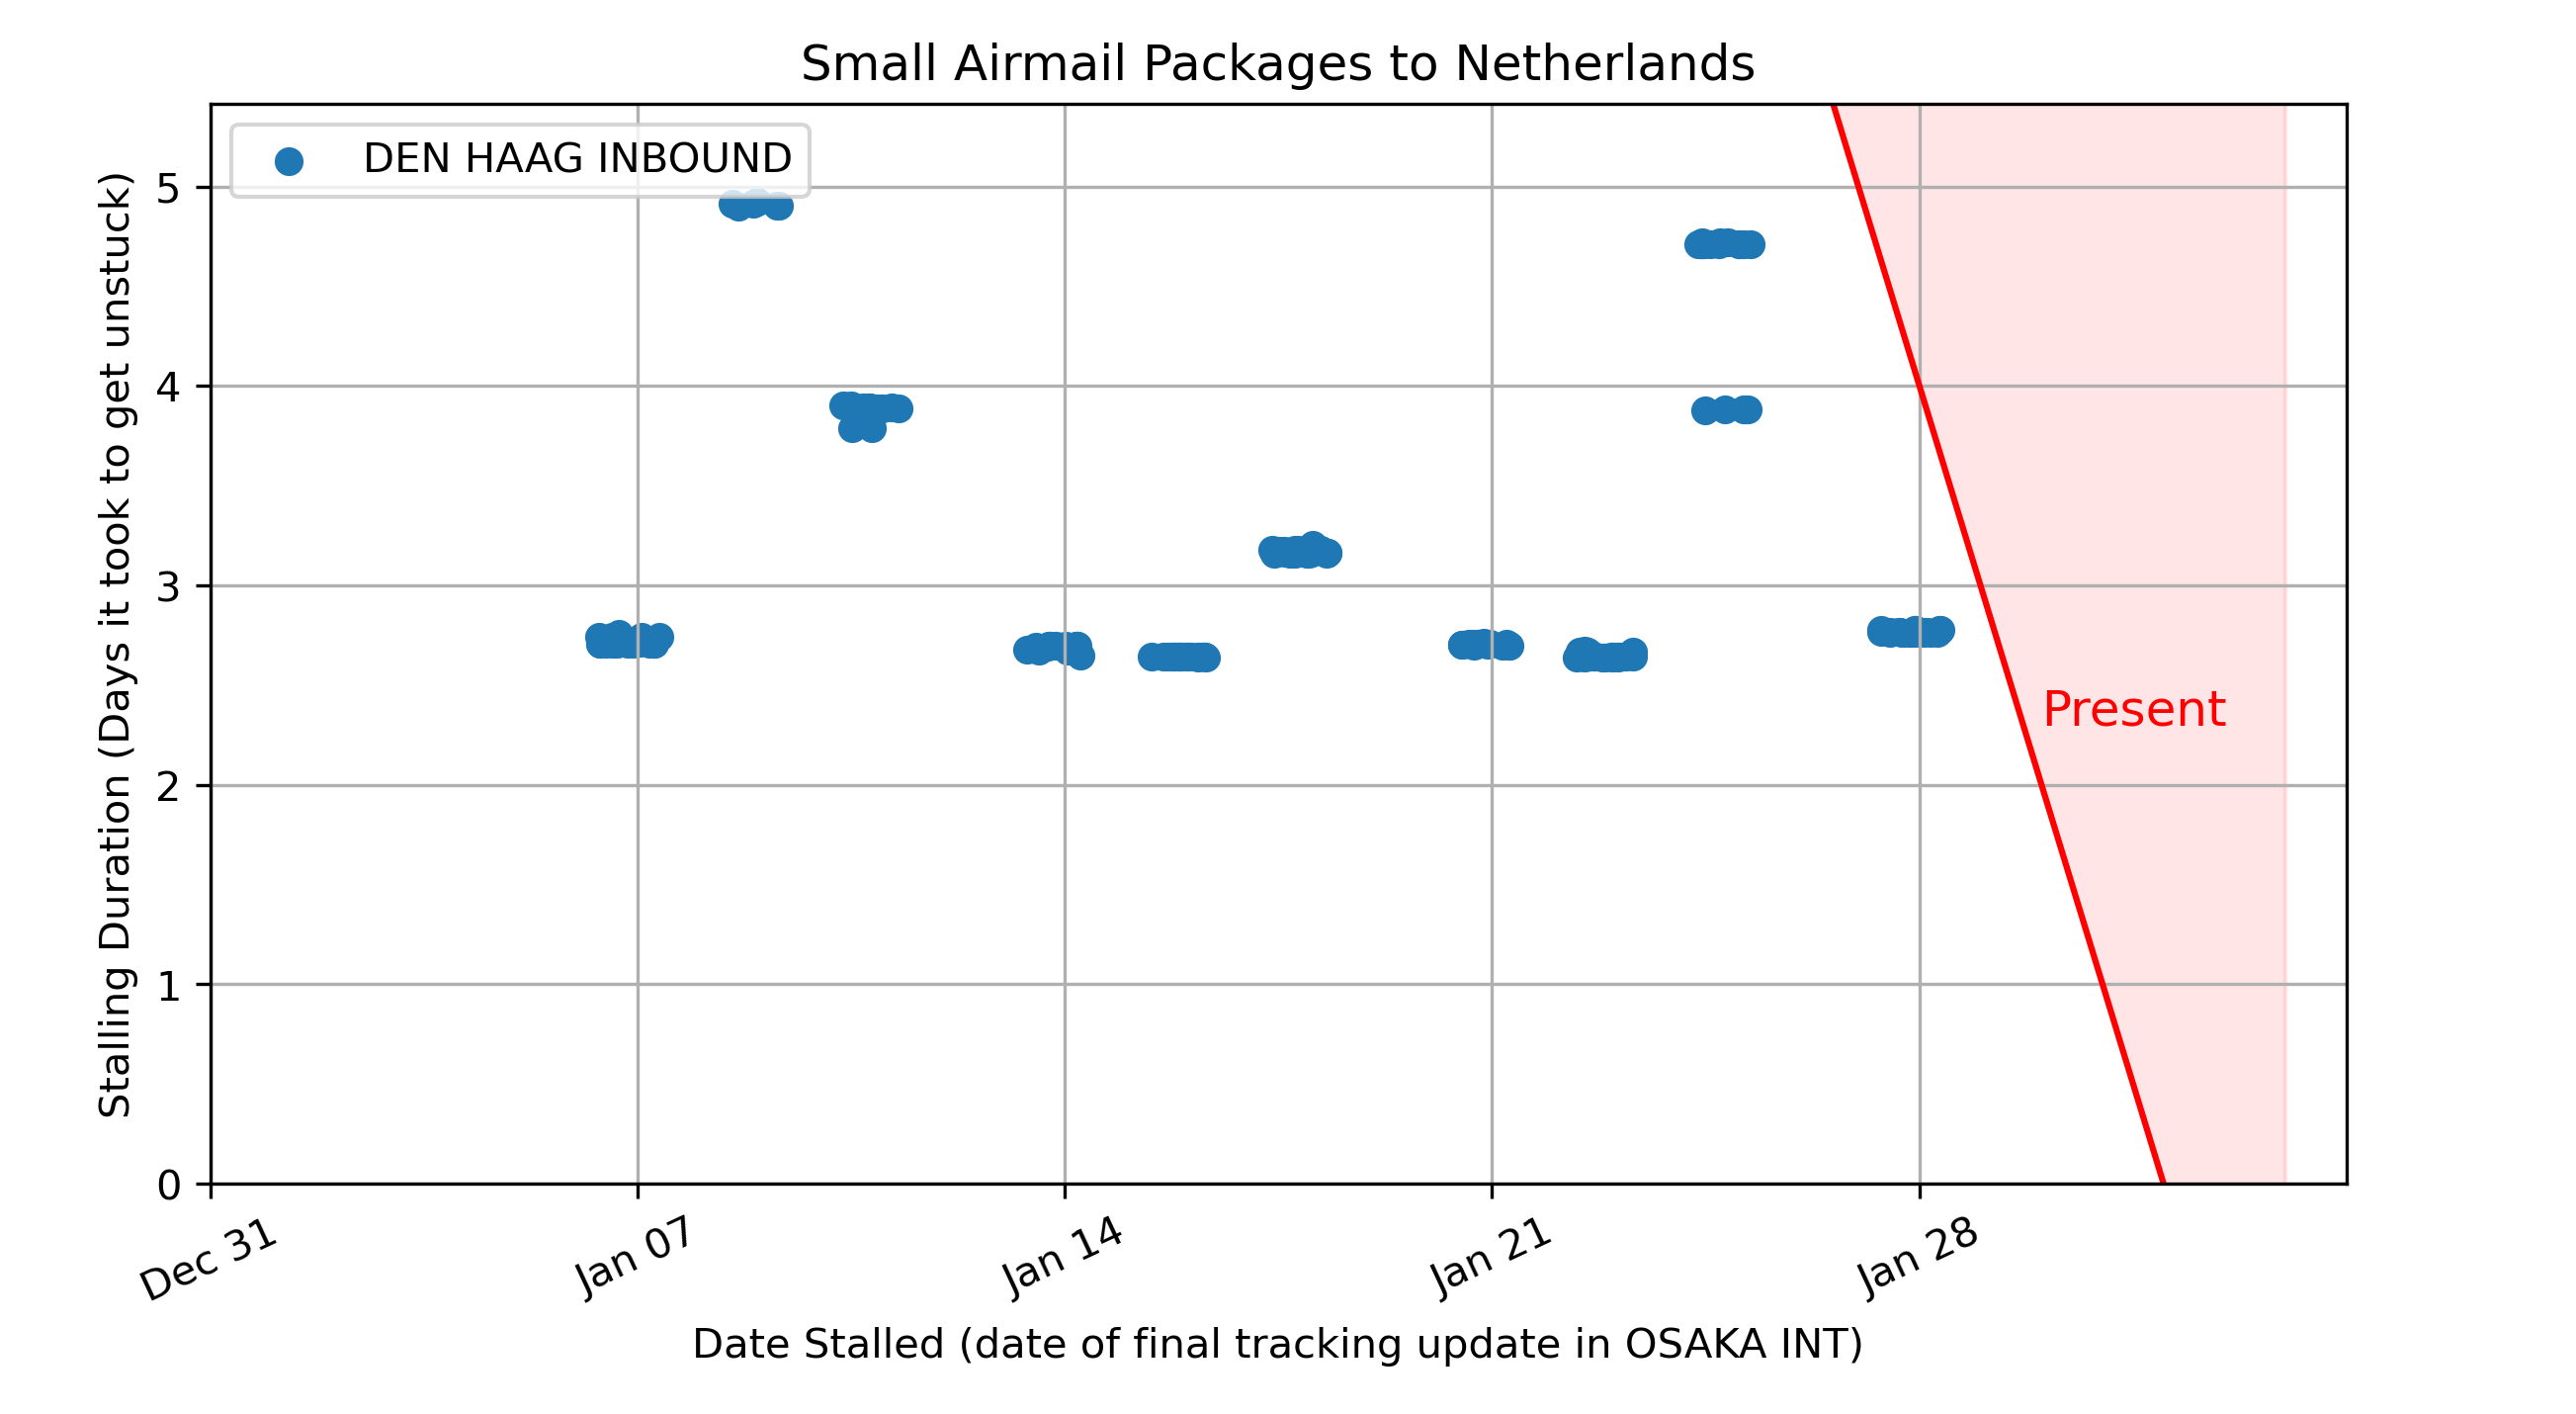 Small Airmail Packages to Netherlands
DEN HAAG INBOUND
Stalling Duration (Days it took to get unstuck)
5
4
3
2
1
0
Present
Dec 31
Jan 07
Jan 14
Jan 21
Jan 28
Date Stalled (date of final tracking update in OSAKA INT)